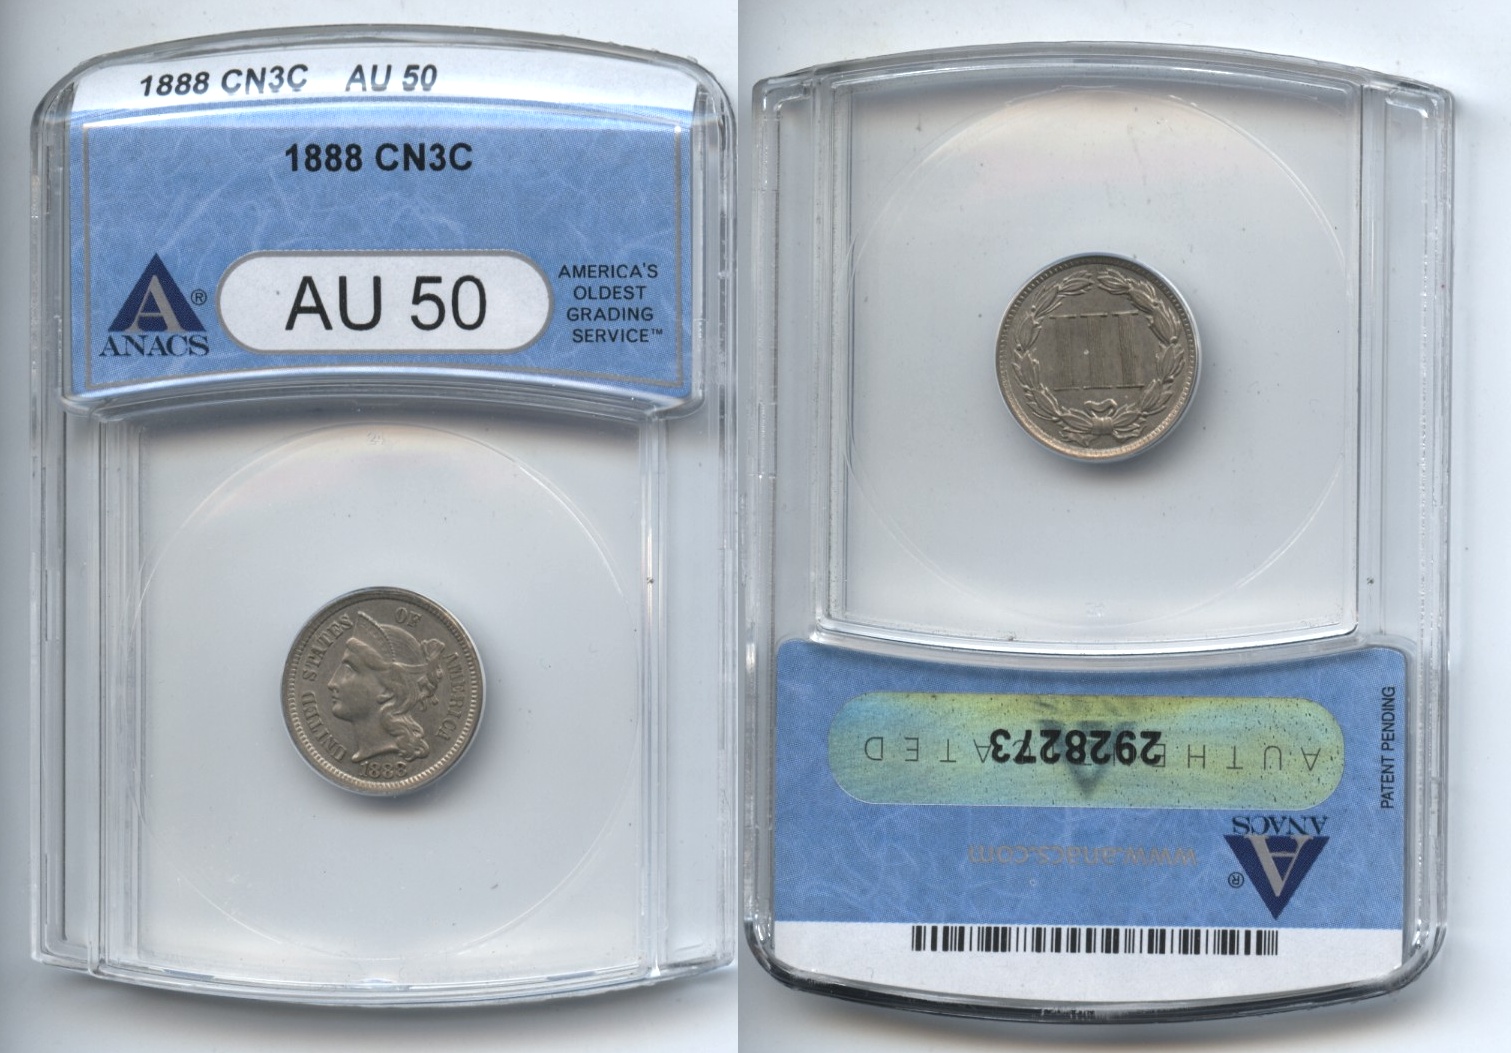 1888 CN3C AU 50
1888 CN3C
ANACS®
AU 50
AMERICA'S
OLDEST
GRADING
SERVICE™
UNITED STATES OF AMERICA
1888
III
PATENT PENDING
AUTHENTICATED
2928273
ANACS®
www.anacs.com